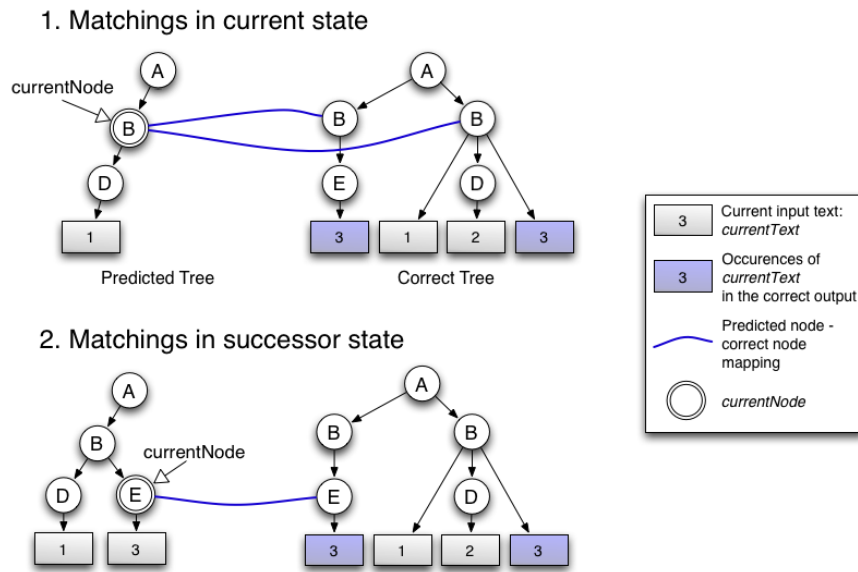 1. Matchings in current state
A
A
currentNode
B
B
B
D
E
D
1
3
1
2
3
Predicted Tree
Correct Tree
3
Current input text:
currentText
3
Occurences of
currentText
in the correct output
Predicted node -
correct node
mapping
currentNode
2. Matchings in successor state
A
A
B
currentNode
B
B
D
E
E
D
1
3
3
1
2
3